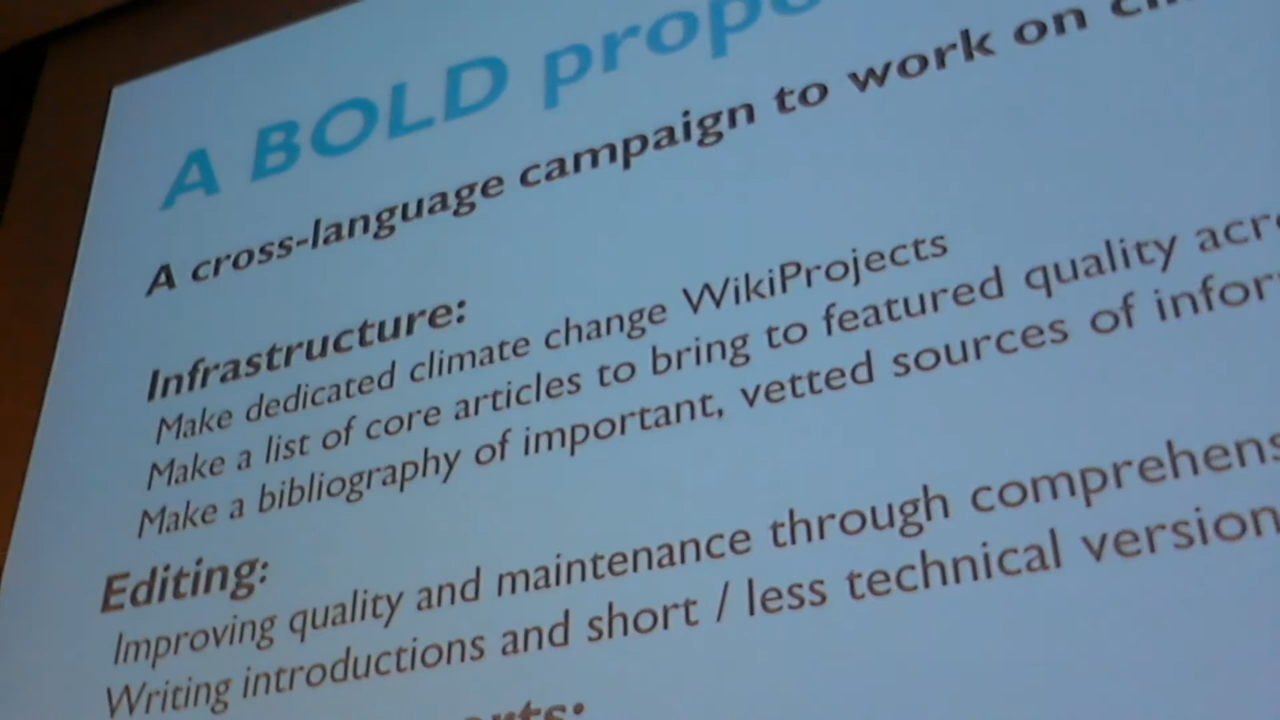 A BOLD propo
A cross-language campaign to work on
Infrastructure:
Make dedicated climate change WikiProjects
Make a list of core articles to bring to featured quality acr
Make a bibliography of important, vetted sources of infor
Editing:
Improving quality and maintenance through comprehens
Writing introductions and short / less technical version